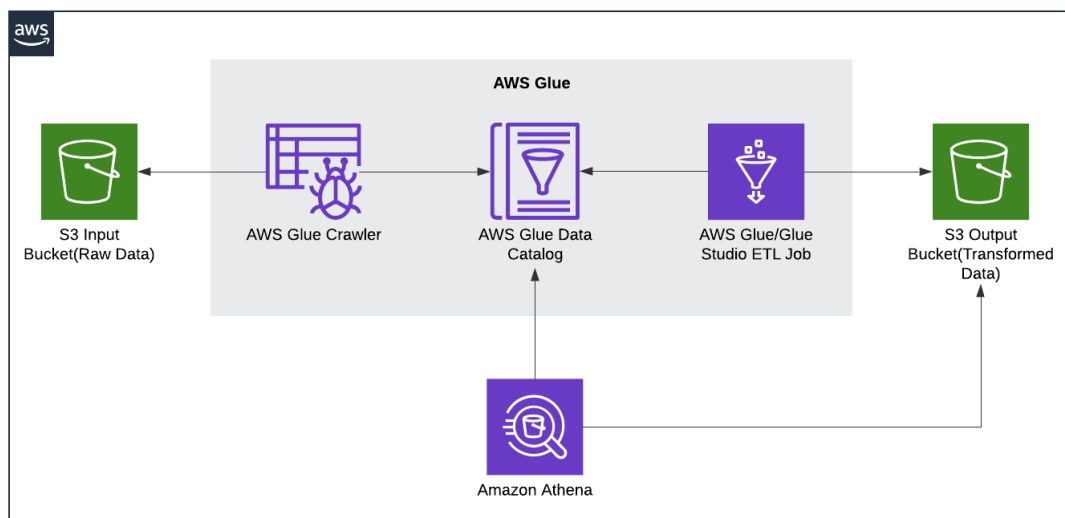 aws
AWS Glue
S3 Input
Bucket(Raw Data)
AWS Glue Crawler
AWS Glue Data
Catalog
AWS Glue/Glue
Studio ETL Job
S3 Output
Bucket(Transformed
Data)
Amazon Athena